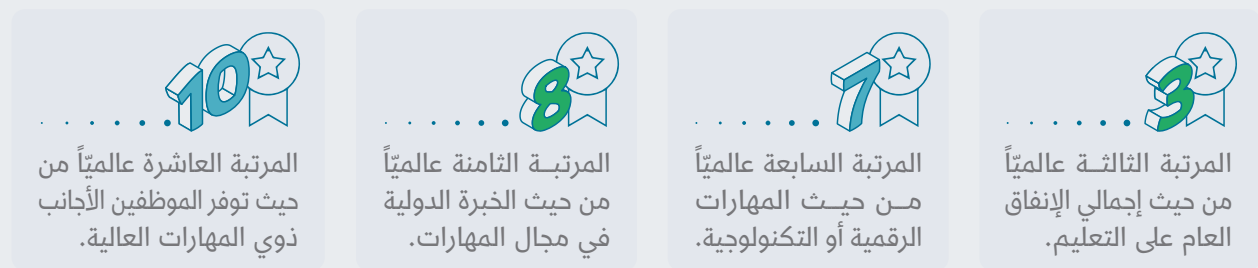 3
المرتبة الثالثة عالميّاً
من حيث إجمالي الإنفاق
العام على التعليم.
7
المرتبة السابعة عالميّاً
من حيث المهارات
الرقمية أو التكنولوجية.
8
المرتبة الثامنة عالميّاً
من حيث الخبرة الدولية
في مجال المهارات.
10
المرتبة العاشرة عالميّاً من
حيث توفر الموظفين الأجانب
ذوي المهارات العالية.